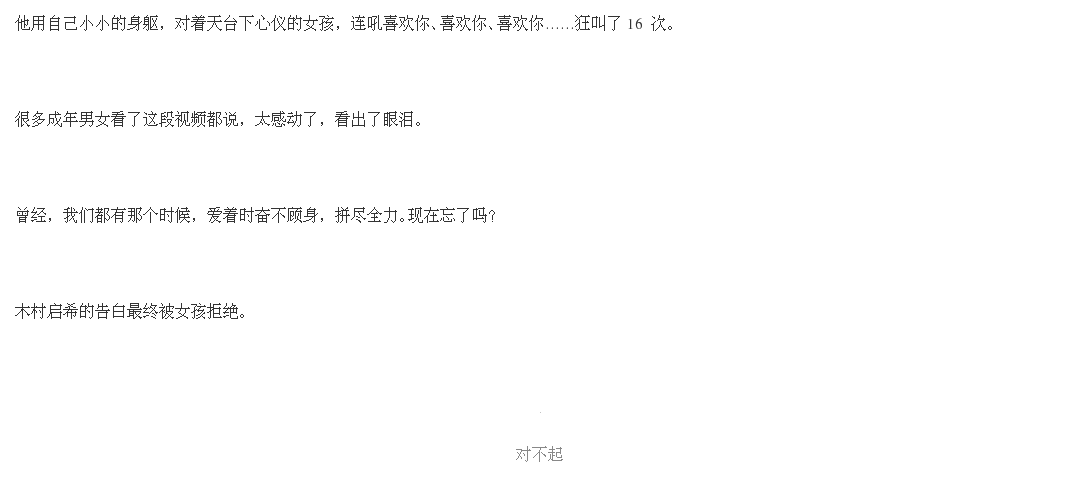 他用自己小小的身躯，对着天台下心仪的女孩，连吼喜欢你、喜欢你、喜欢你……狂叫了 16 次。
很多成年男女看了这段视频都说，太感动了，看出了眼泪。
曾经，我们都有那个时候，爱着时奋不顾身，拼尽全力。现在忘了吗？
木村启希的告白最终被女孩拒绝。
对不起